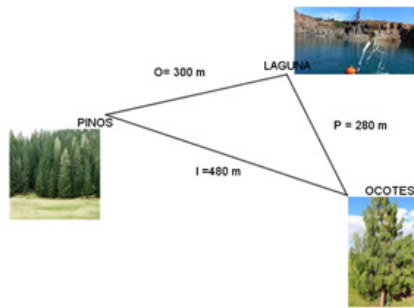 LAGUNA
O= 300 m
PINOS
P = 280 m
I =480 m
OCOTES